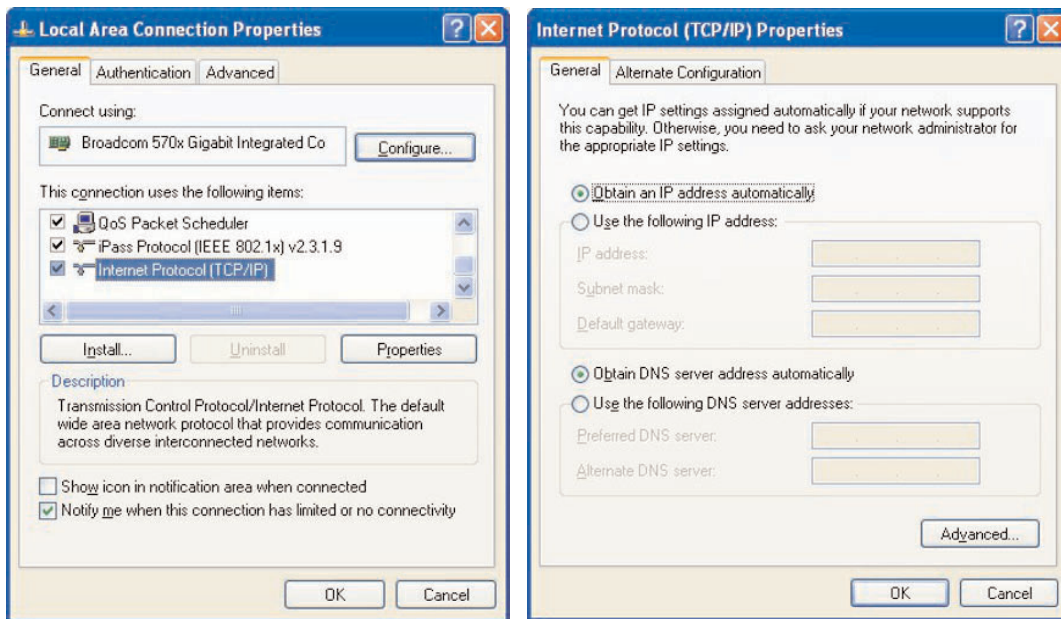 Local Area Connection Properties
General
Authentication
Advanced
Connect using:
Broadcom 570x Gigabit Integrated Co
Configure...
This connection uses the following items:
QoS Packet Scheduler
iPass Protocol (IEEE 802.1x) v2.3.1.9
Internet Protocol (TCP/IP)
Install...
Uninstall
Properties
Description
Transmission Control Protocol/Internet Protocol. The default
wide area network protocol that provides communication
across diverse interconnected networks.
Show icon in notification area when connected
Notify me when this connection has limited or no connectivity
OK
Cancel
Internet Protocol (TCP/IP) Properties
General
Alternate Configuration
You can get IP settings assigned automatically if your network supports
this capability. Otherwise, you need to ask your network administrator for
the appropriate IP settings.
Obtain an IP address automatically
Use the following IP address:
IP address:
Subnet mask:
Default gateway:
Obtain DNS server address automatically
Use the following DNS server addresses:
Preferred DNS server:
Alternate DNS server:
Advanced...
OK
Cancel